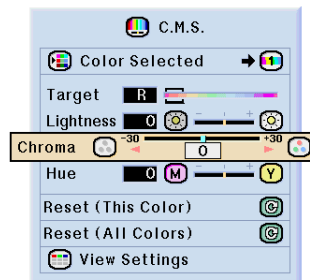 C.M.S.
Color Selected 1
Target R
Lightness 0 - +
Chroma -30 0 +30
Hue 0 M - + Y
Reset (This Color)
Reset (All Colors)
View Settings